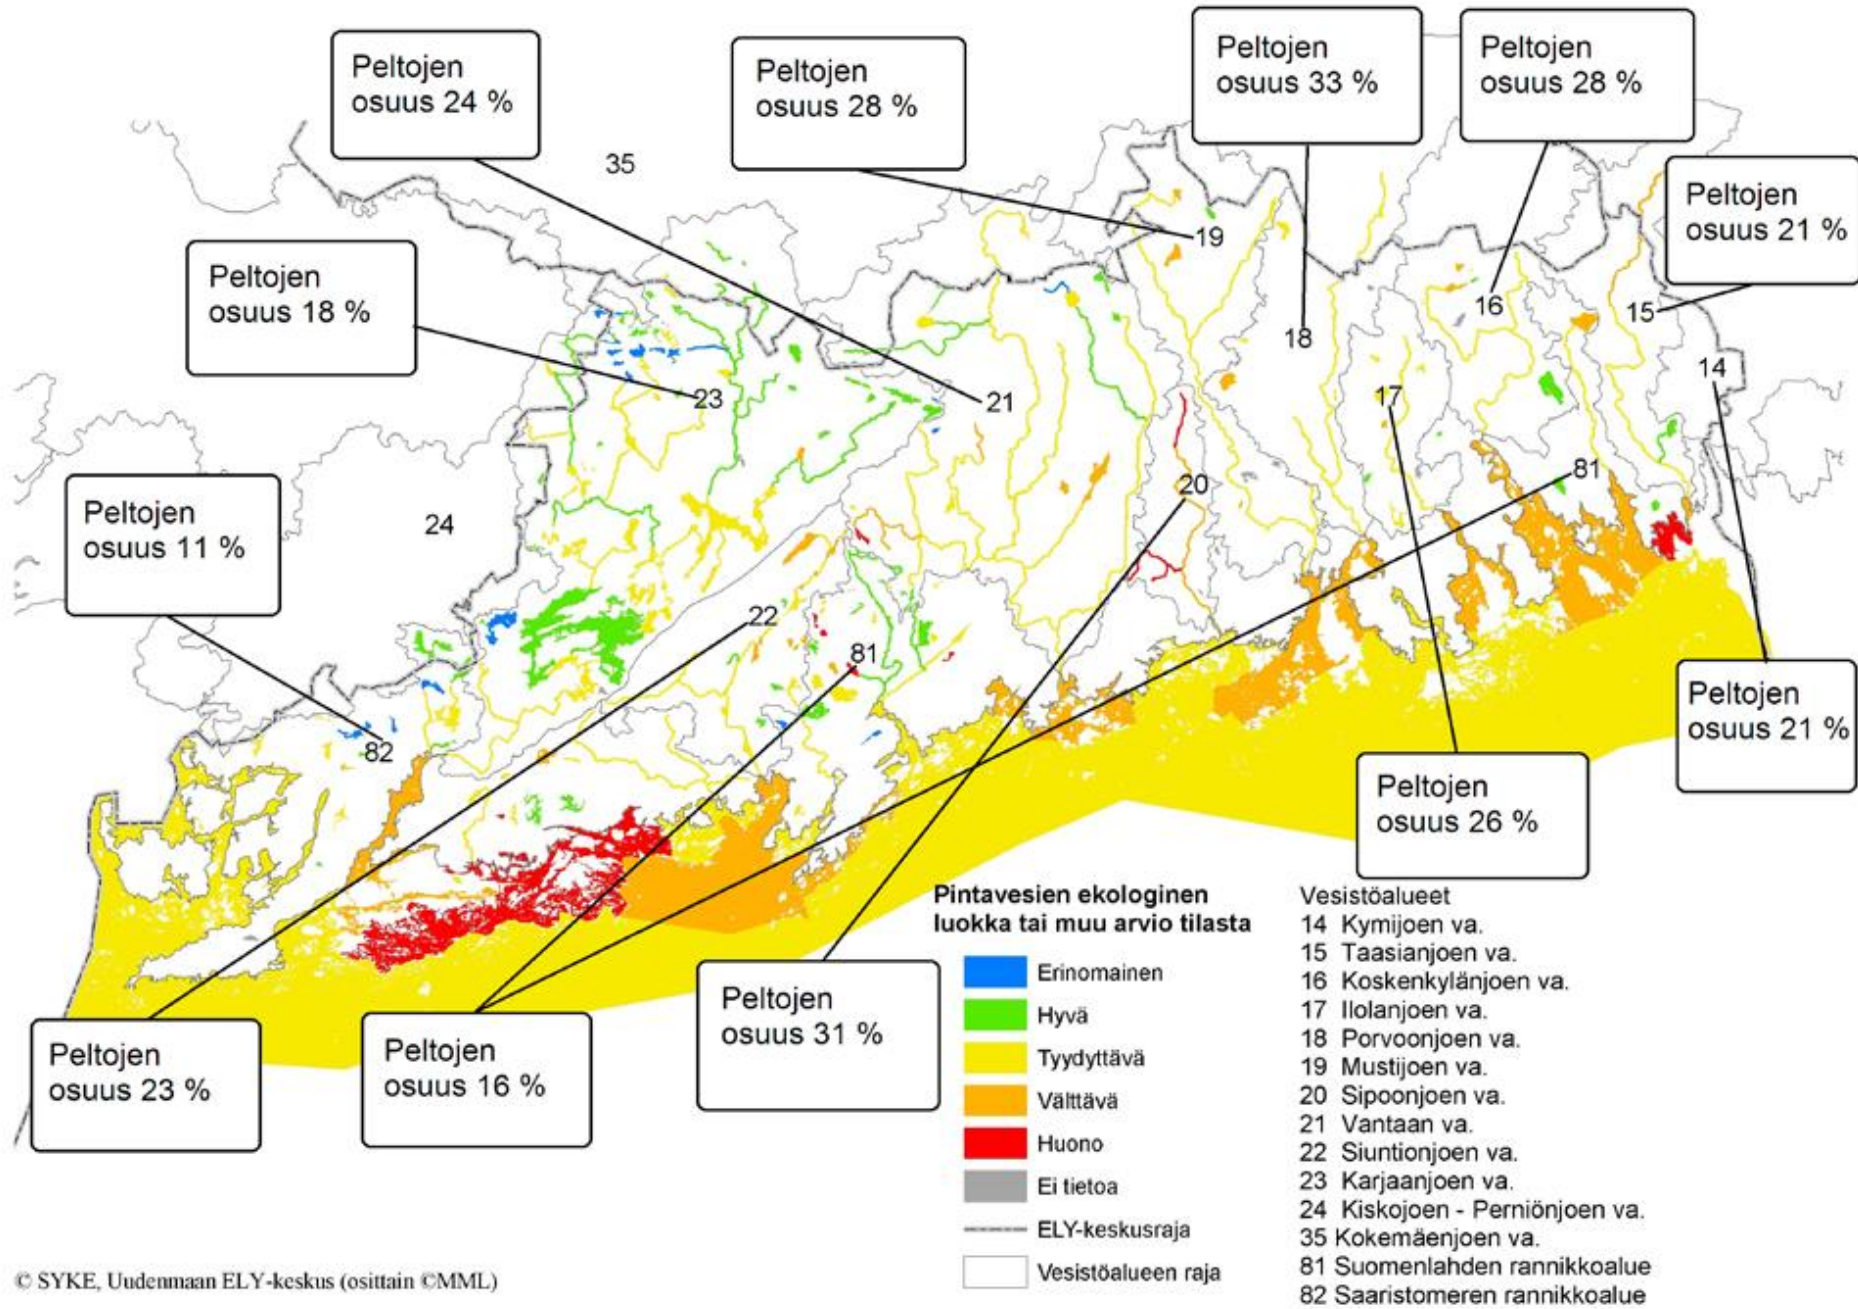 Peltojen
osuus 24 %
Peltojen
osuus 28 %
Peltojen
osuus 33 %
Peltojen
osuus 28 %
Peltojen
osuus 21 %
35
19
Peltojen
osuus 18 %
16
15
18
14
23
21
17
Peltojen
osuus 11 %
24
20
81
22
81
82
Peltojen
osuus 21 %
Peltojen
osuus 26 %
Peltojen
osuus 23 %
Peltojen
osuus 16 %
Peltojen
osuus 31 %
Pintavesien ekologinen
luokka tai muu arvio tilasta
Erinomainen
Hyvä
Tyydyttävä
Välttävä
Huono
Ei tietoa
ELY-keskusraja
Vesistöalueen raja
Vesistöalueet
14 Kymijoen va.
15 Taasianjoen va.
16 Koskenkylänjoen va.
17 Ilolanjoen va.
18 Porvoonjoen va.
19 Mustijoen va.
20 Sipoonjoen va.
21 Vantaan va.
22 Siuntionjoen va.
23 Karjaanjoen va.
24 Kiskojoen - Perniönjoen va.
35 Kokemäenjoen va.
81 Suomenlahden rannikkoalue
82 Saaristomeren rannikkoalue
© SYKE, Uudenmaan ELY-keskus (osittain ©MML)